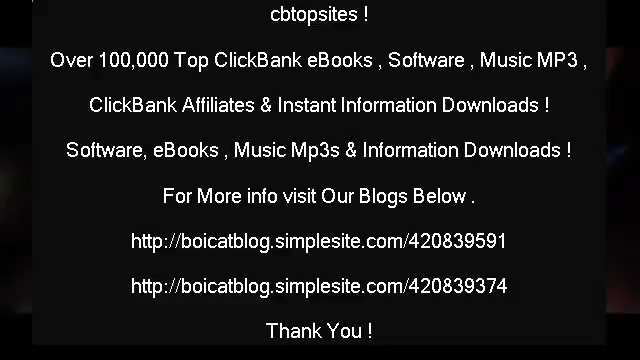 cbtopsites !
Over 100,000 Top ClickBank eBooks , Software , Music MP3 ,
ClickBank Affiliates & Instant Information Downloads !
Software, eBooks , Music Mp3s & Information Downloads !
For More info visit Our Blogs Below .
http://boicatblog.simplesite.com/420839591
http://boicatblog.simplesite.com/420839374
Thank You !